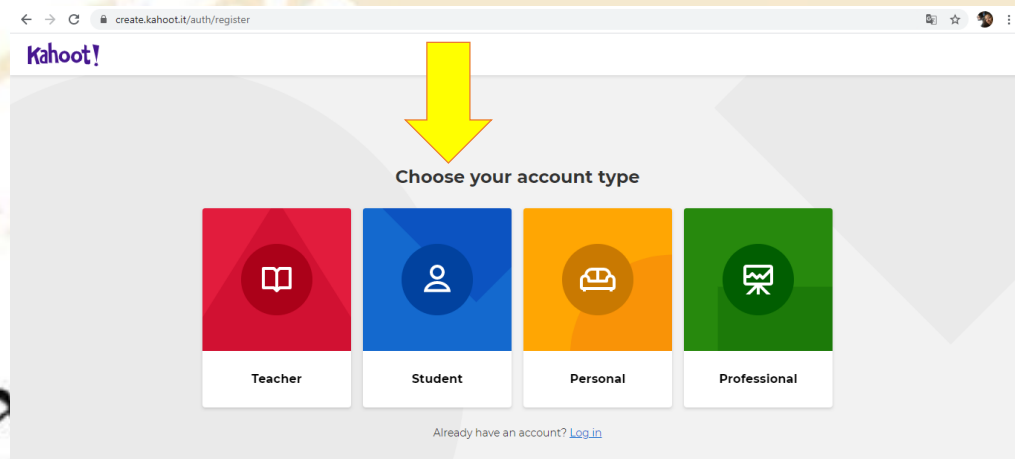 create.kahoot.it/auth/register
Kahoot!
Choose your account type
Teacher
Student
Personal
Professional
Already have an account? Log in